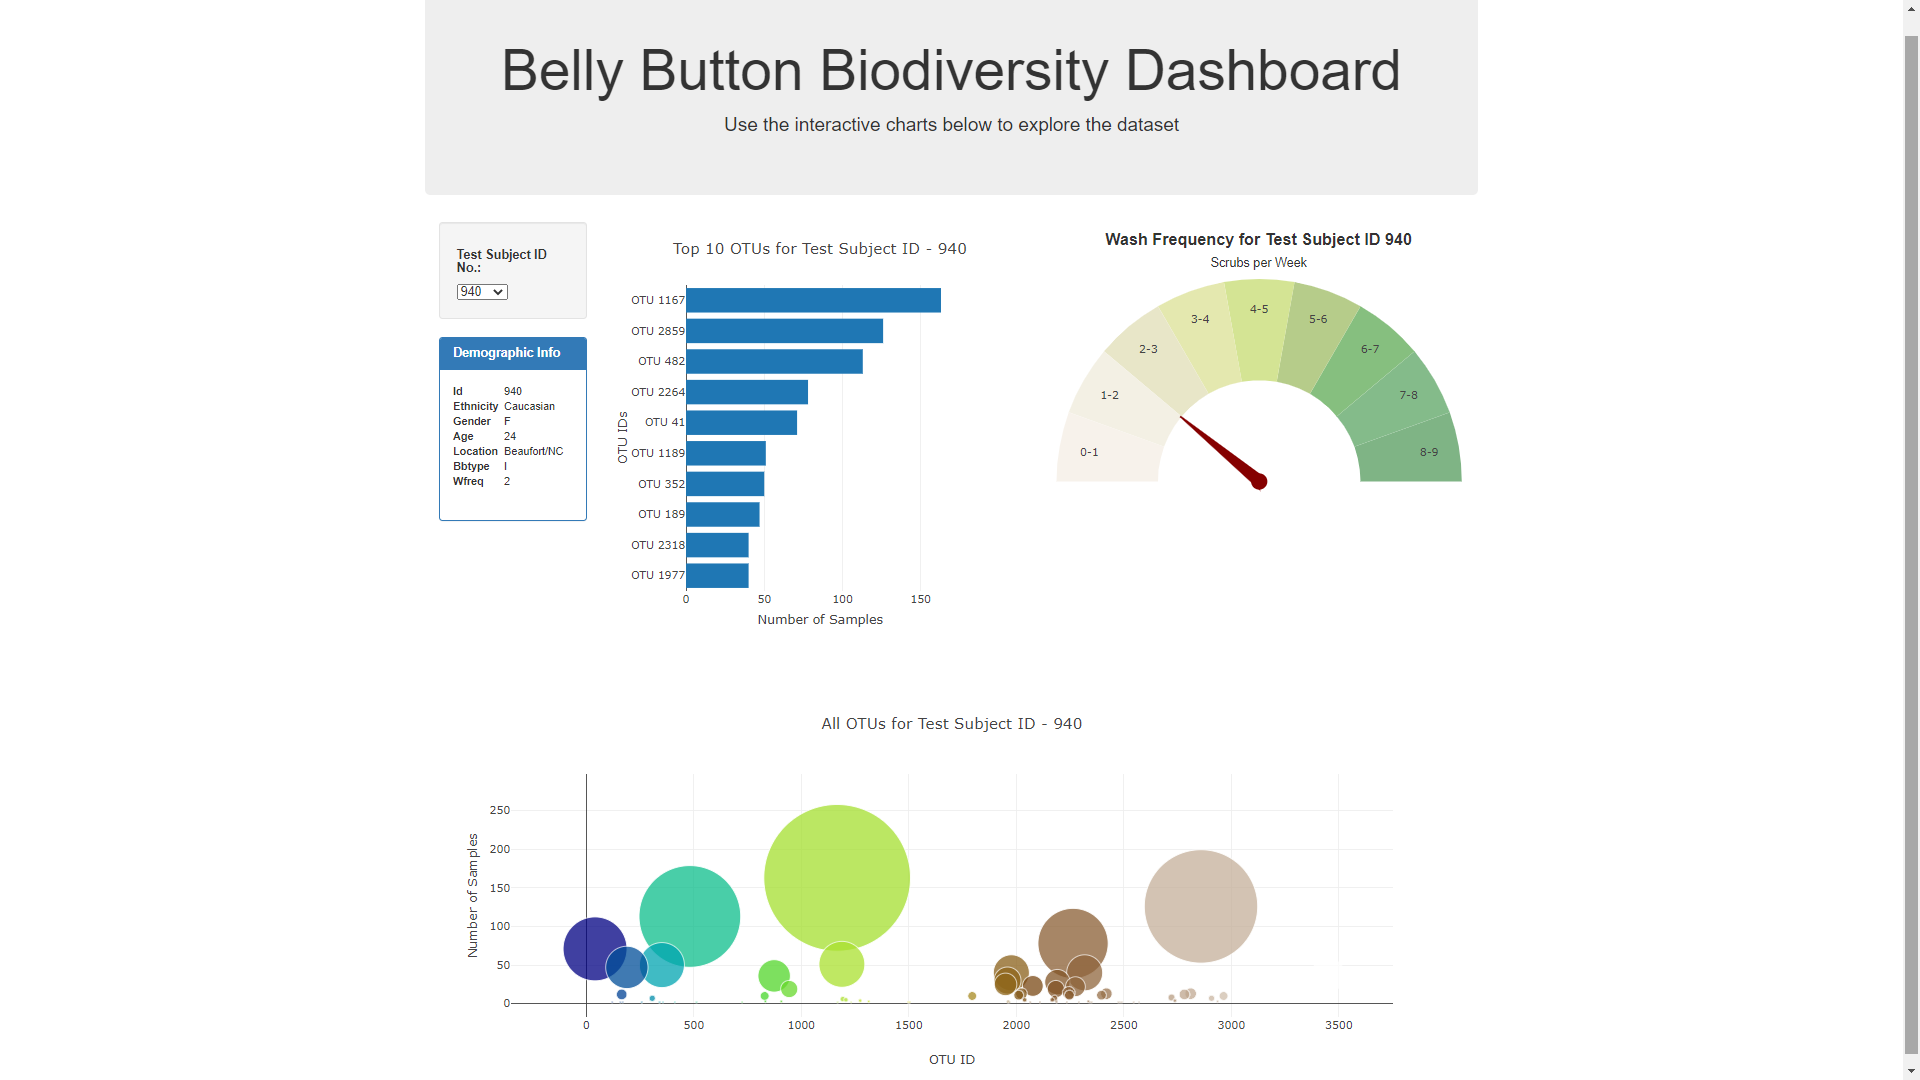 Belly Button Biodiversity Dashboard
Use the interactive charts below to explore the dataset
Test Subject ID
No.:
940
Demographic Info
Id 940
Ethnicity Caucasian
Gender F
Age 24
Location Beaufort/NC
Bbtype I
Wfreq 2
Top 10 OTUs for Test Subject ID - 940
OTU IDs
OTU 1167
OTU 2859
OTU 482
OTU 2264
OTU 41
OTU 1189
OTU 352
OTU 189
OTU 2318
OTU 1977
0 50 100 150
Number of Samples
Wash Frequency for Test Subject ID 940
Scrubs per Week
0-1
1-2
2-3
3-4
4-5
5-6
6-7
7-8
8-9
All OTUs for Test Subject ID - 940
Number of Samples
250
200
150
100
50
0
0 500 1000 1500 2000 2500 3000 3500
OTU ID